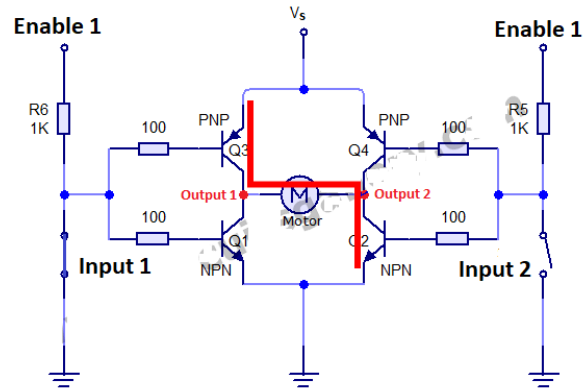 Enable 1
Vs
Enable 1
R6
1K
100
PNP
Q3
PNP
Q4
100
R5
1K
Output 1
M
Motor
Output 2
100
Q1
NPN
Q2
NPN
100
Input 1
Input 2